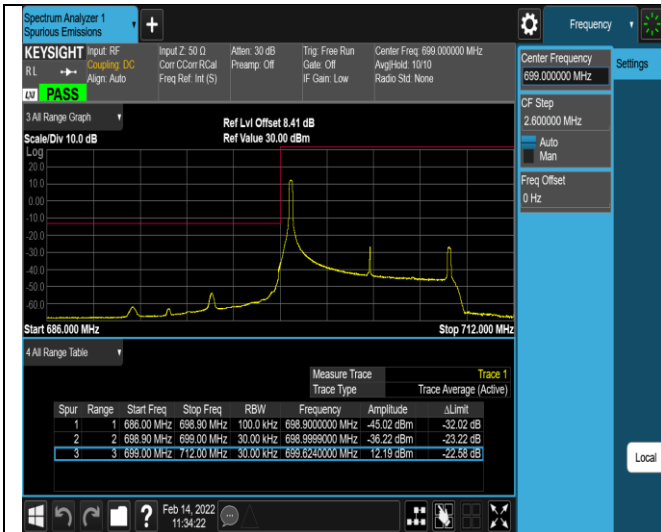 Spectrum Analyzer 1
Spurious Emissions
Frequency
KEYSIGHT
RL
Input: RF
Coupling: DC
Align: Auto
Input Z: 50 Ω
Corr CCorr RCal
Freq Ref: Int (S)
Atten: 30 dB
Preamp: Off
Trig: Free Run
Gate: Off
IF Gain: Low
Center Freq: 699.000000 MHz
Avg|Hold: 10/10
Radio Std: None
LXI PASS
Center Frequency
699.000000 MHz
Settings
CF Step
2.600000 MHz
Auto
Man
Freq Offset
0 Hz
3 All Range Graph
Ref Lvl Offset 8.41 dB
Scale/Div 10.0 dB
Ref Value 30.00 dBm
Log
20.0
10.0
0.00
-10.0
-20.0
-30.0
-40.0
-50.0
-60.0
Start 686.000 MHz
Stop 712.000 MHz
4 All Range Table
Measure Trace Trace 1
Trace Type Trace Average (Active)
Spur Range Start Freq Stop Freq RBW Frequency Amplitude ΔLimit
1 1 686.00 MHz 698.90 MHz 100.0 kHz 698.9000000 MHz -45.02 dBm -32.02 dB
2 2 698.90 MHz 699.00 MHz 30.00 kHz 698.9999000 MHz -36.22 dBm -23.22 dB
3 3 699.00 MHz 712.00 MHz 30.00 kHz 699.6240000 MHz 12.19 dBm -22.58 dB
Local
Feb 14, 2022
11:34:22